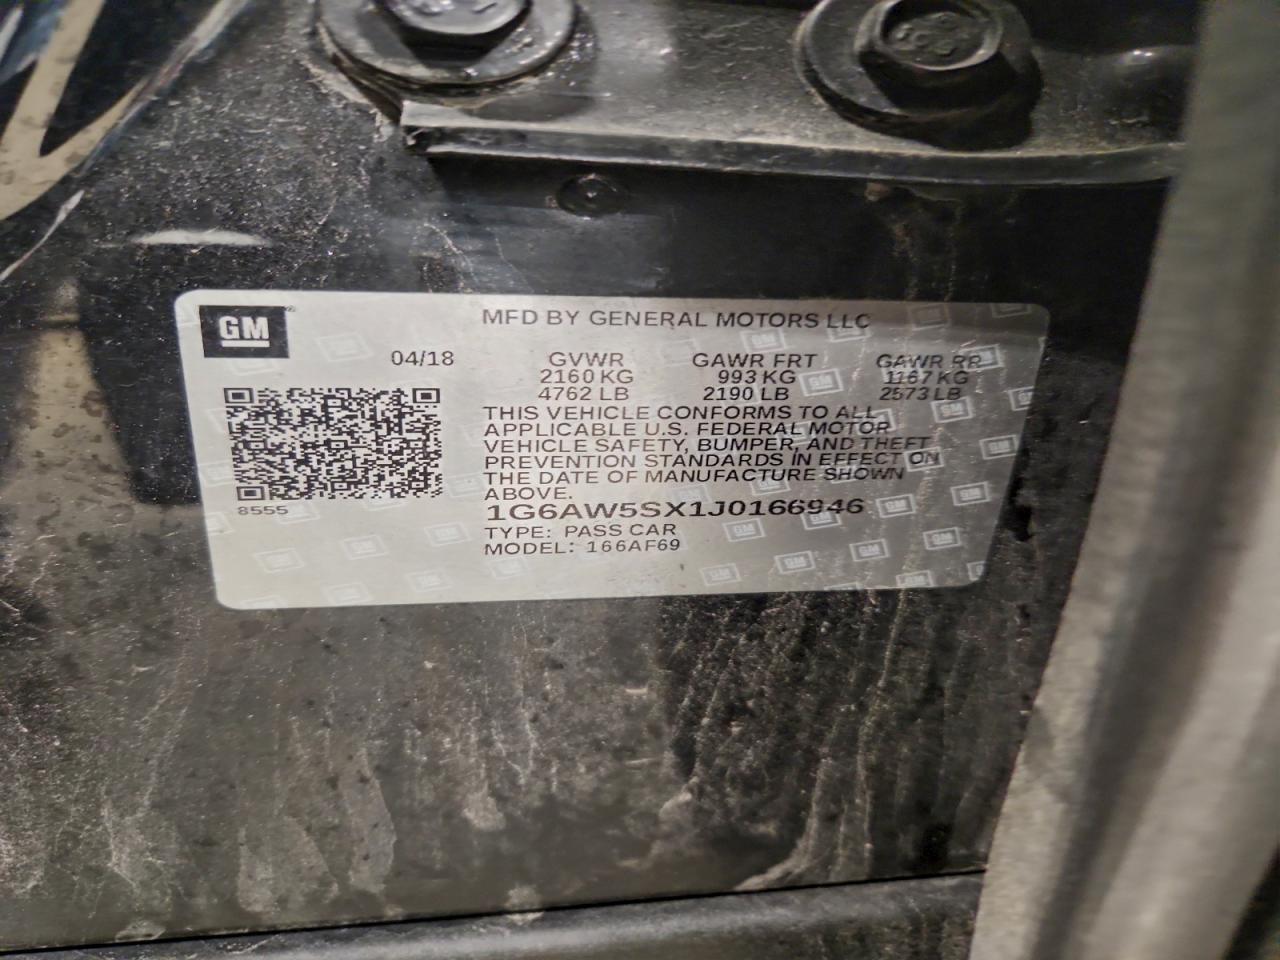 GM
MFD BY GENERAL MOTORS LLC
04/18 GVWR GAWR FRT GAWR RR
2160 KG 993 KG 1167 KG
4762 LB 2190 LB 2573 LB
THIS VEHICLE CONFORMS TO ALL
APPLICABLE U.S. FEDERAL MOTOR
VEHICLE SAFETY, BUMPER, AND THEFT
PREVENTION STANDARDS IN EFFECT ON
THE DATE OF MANUFACTURE SHOWN
ABOVE.
8555
1G6AW5SX1J0166946
TYPE: PASS CAR
MODEL: 166AF69